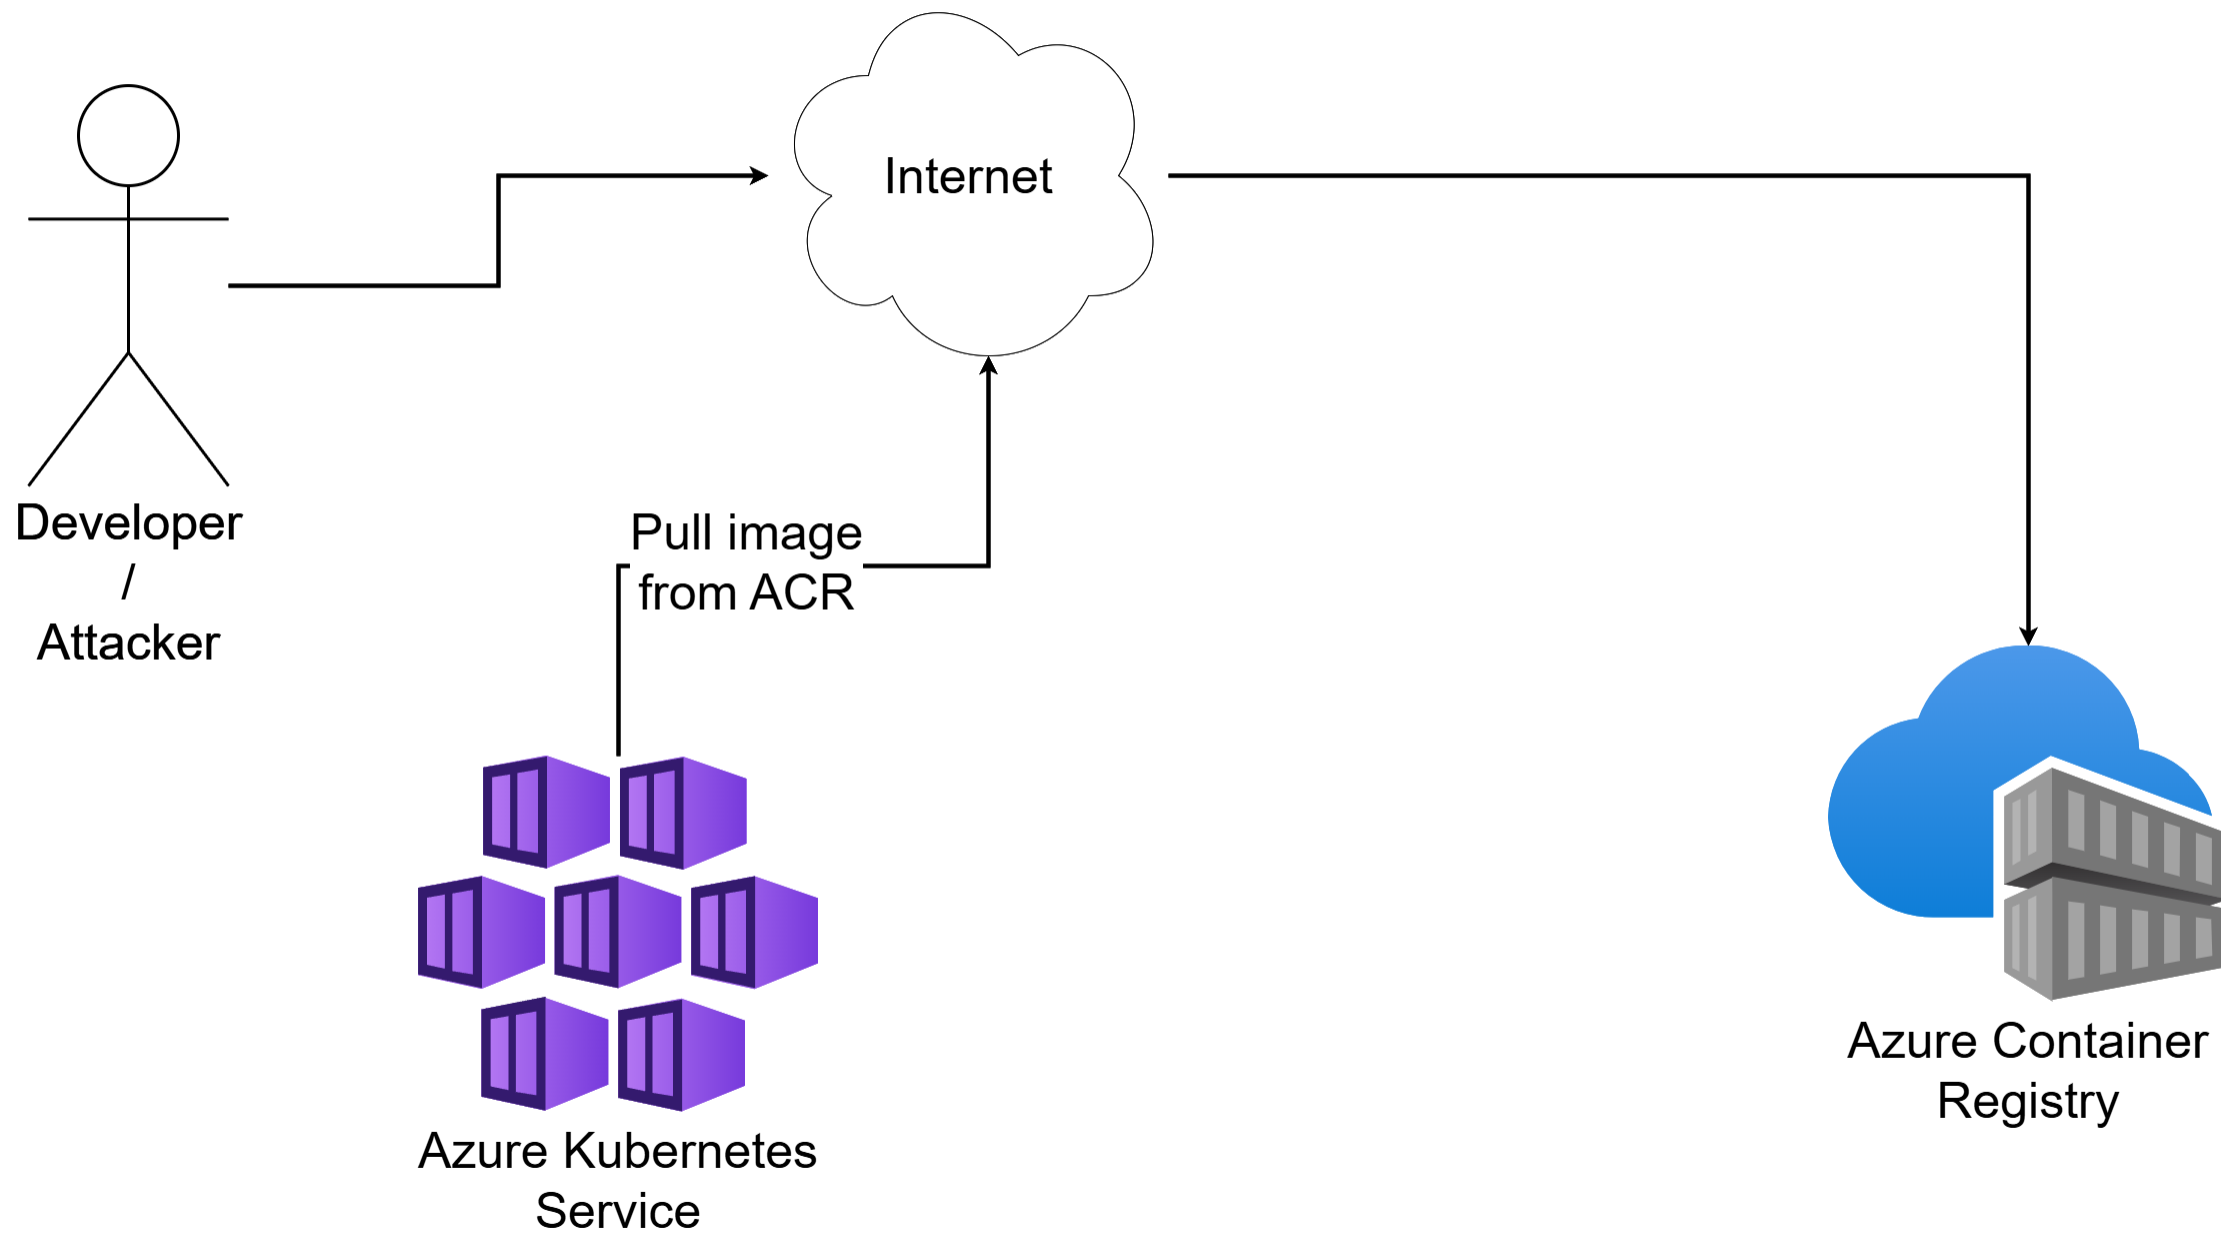 Internet
Developer
/
Attacker
Pull image
from ACR
Azure Container
Registry
Azure Kubernetes
Service